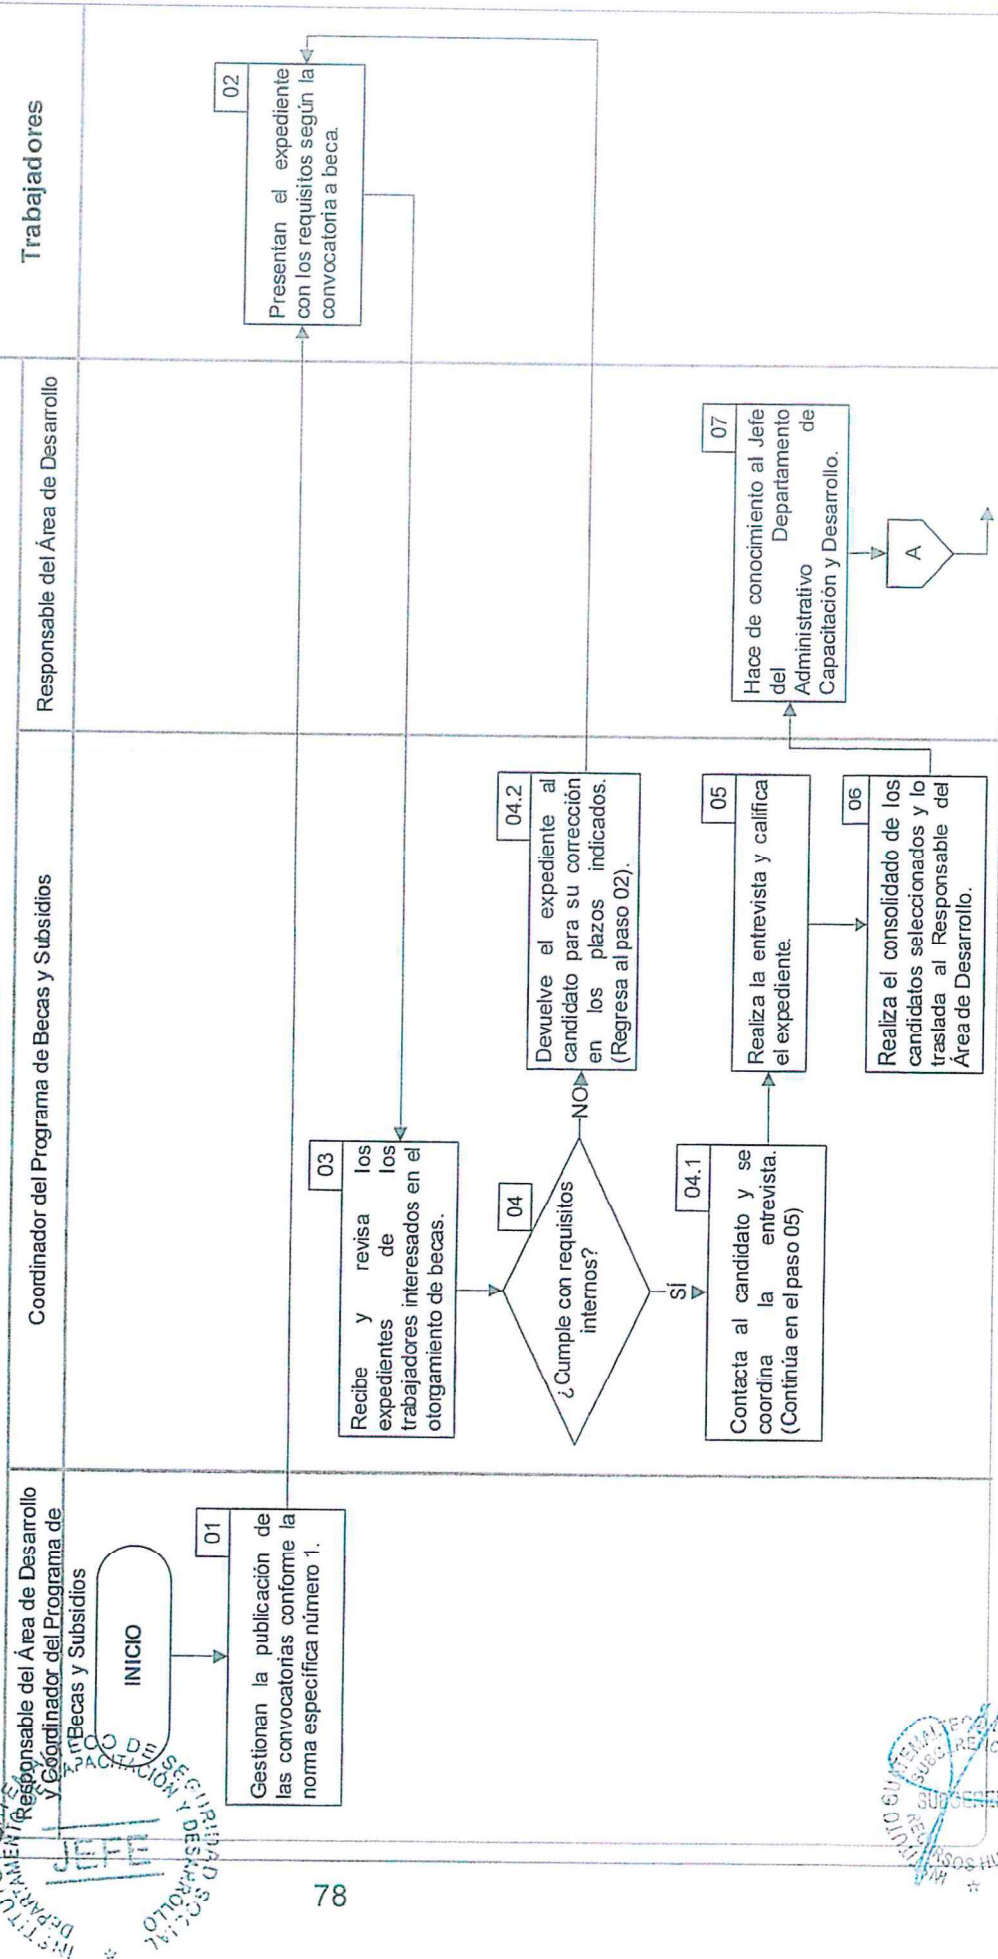 Responsable del Área de Desarrollo
y Coordinador del Programa de
Becas y Subsidios
Coordinador del Programa de Becas y Subsidios
Responsable del Área de Desarrollo
Trabajadores
INICIO
01
Gestionan la publicación de
las convocatorias conforme la
norma específica número 1.
02
Presentan el expediente
con los requisitos según la
convocatoria a beca.
03
Recibe y revisa los
expedientes de los
trabajadores interesados en el
otorgamiento de becas.
04
¿Cumple con requisitos
internos?
NO
04.2
Devuelve el expediente al
candidato para su corrección
en los plazos indicados.
(Regresa al paso 02).
SÍ
04.1
Contacta al candidato y se
coordina la entrevista.
(Continúa en el paso 05)
05
Realiza la entrevista y califica
el expediente.
06
Realiza el consolidado de los
candidatos seleccionados y lo
traslada al Responsable del
Área de Desarrollo.
07
Hace de conocimiento al Jefe
del Departamento
Administrativo de
Capacitación y Desarrollo.
A
78
JEFE
DE SEGURIDAD SOCIAL
CAPACITACIÓN Y DESARROLLO